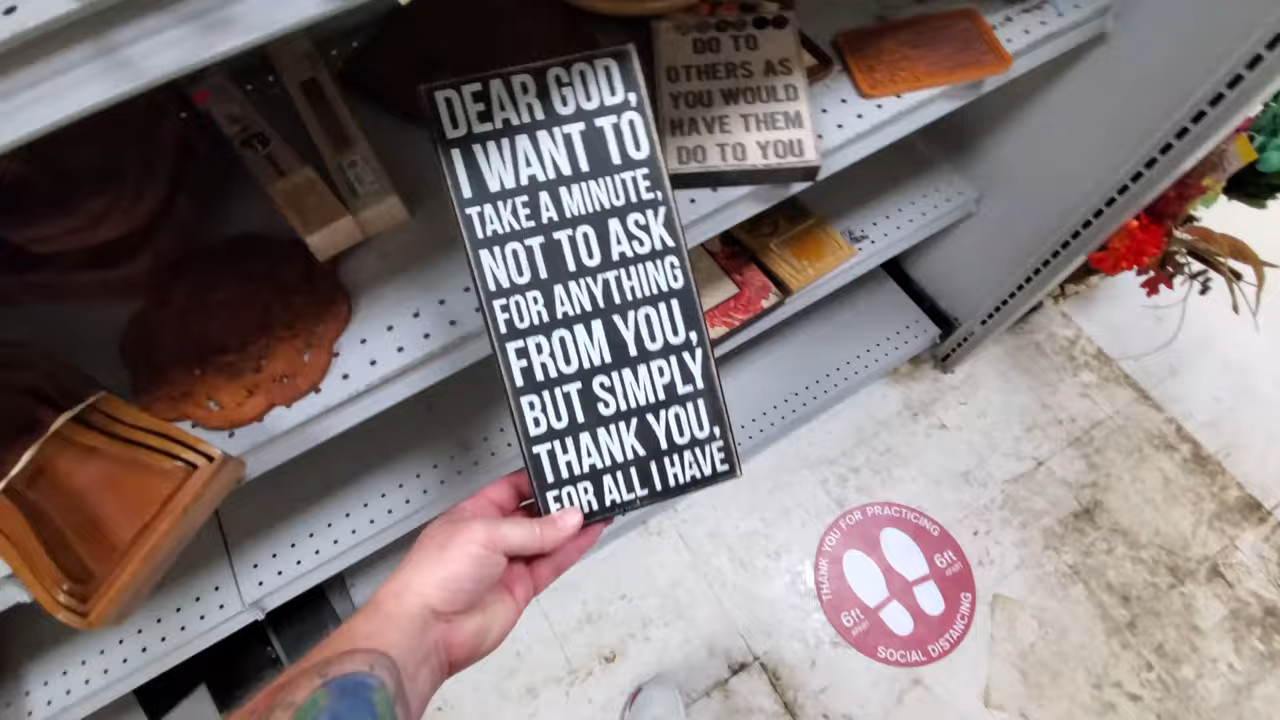 DEAR GOD,
I WANT TO
TAKE A MINUTE,
NOT TO ASK
FOR ANYTHING
FROM YOU,
BUT SIMPLY
THANK YOU,
FOR ALL I HAVE
DO TO
OTHERS AS
YOU WOULD
HAVE THEM
DO TO YOU
THANK YOU FOR PRACTICING
6ft
APART
6ft
APART
SOCIAL DISTANCING